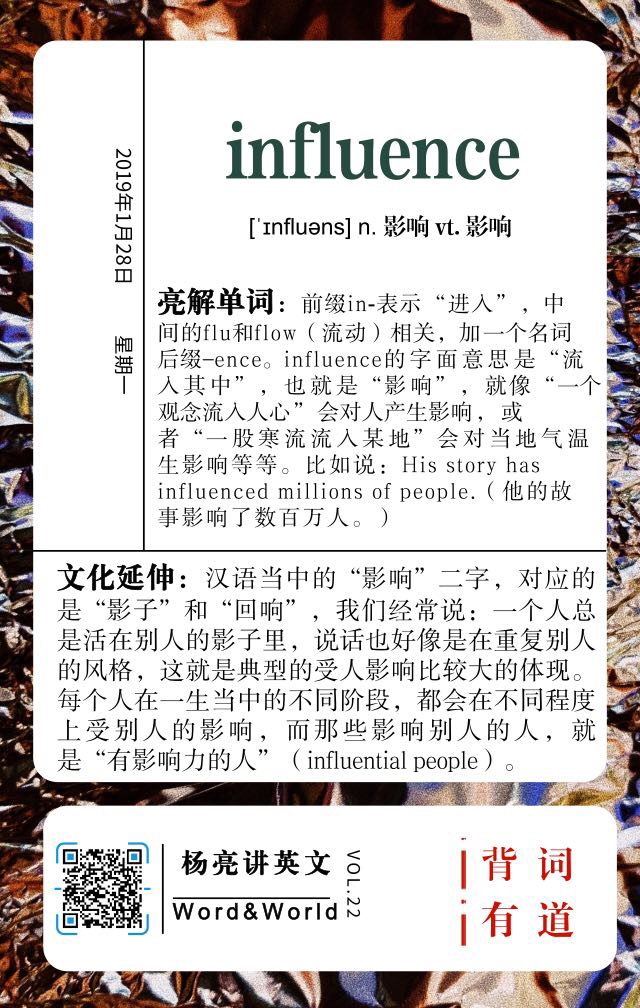 influence
['ɪnfluəns] n. 影响 vt. 影响
2019年1月28日
星期一
亮解单词：前缀in-表示“进入”，中
间的flu和flow（流动）相关，加一个名词
后缀–ence。influence的字面意思是“流
入其中”，也就是“影响”，就像“一个
观念流入人心”会对人产生影响，或
者“一股寒流流入某地”会对当地气温
生影响等等。比如说：His story has
influenced millions of people.（他的故
事影响了数百万人。）
文化延伸：汉语当中的“影响”二字，对应的
是“影子”和“回响”，我们经常说：一个人总
是活在别人的影子里，说话也好像是在重复别人
的风格，这就是典型的受人影响比较大的体现。
每个人在一生当中的不同阶段，都会在不同程度
上受别人的影响，而那些影响别人的人，就
是“有影响力的人”（influential people）。
杨亮讲英文
Word&World
VOL.22
背词
有道